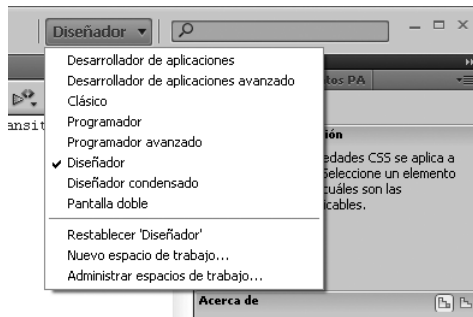 Diseñador
Desarrollador de aplicaciones
Desarrollador de aplicaciones avanzado
tos PA
Clásico
ansit
Programador
ión
Programador avanzado
edades CSS se aplica a
Diseñador
Seleccione un elemento
Diseñador condensado
cuáles son las
Pantalla doble
icables.
Restablecer 'Diseñador'
Nuevo espacio de trabajo...
Administrar espacios de trabajo...
Acerca de